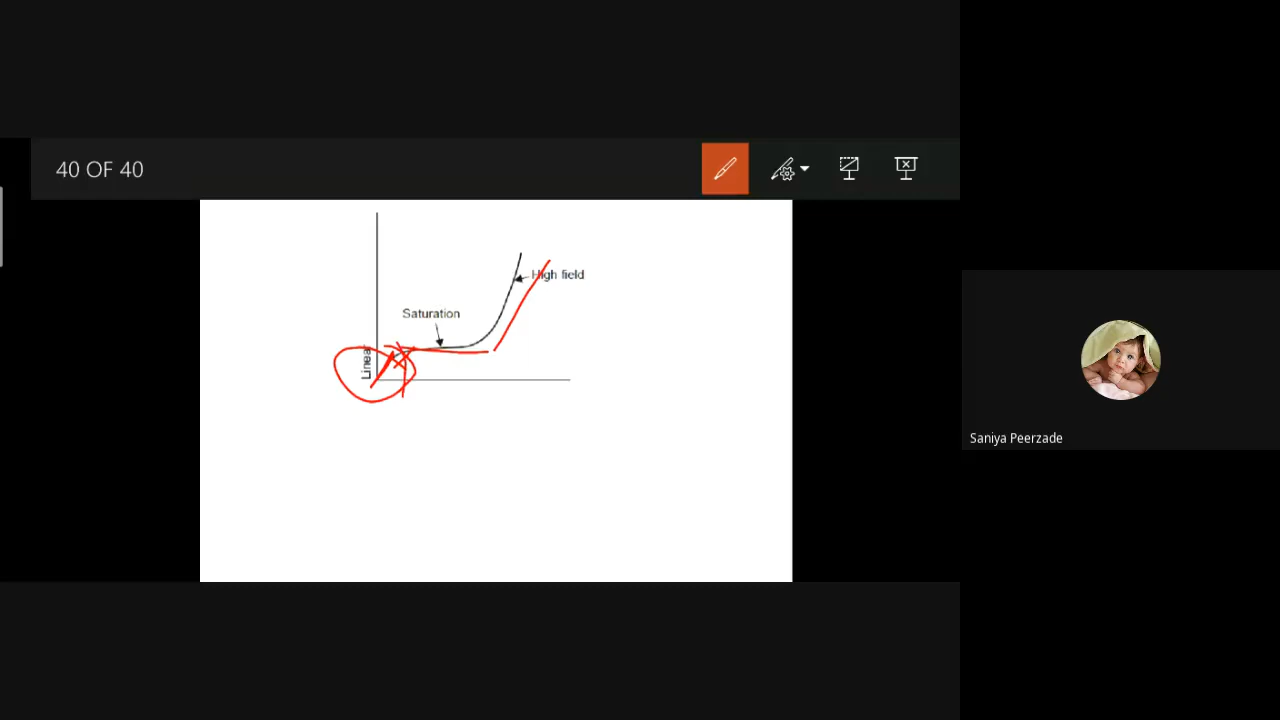 40 OF 40
High field
Saturation
Linear
Saniya Peerzade